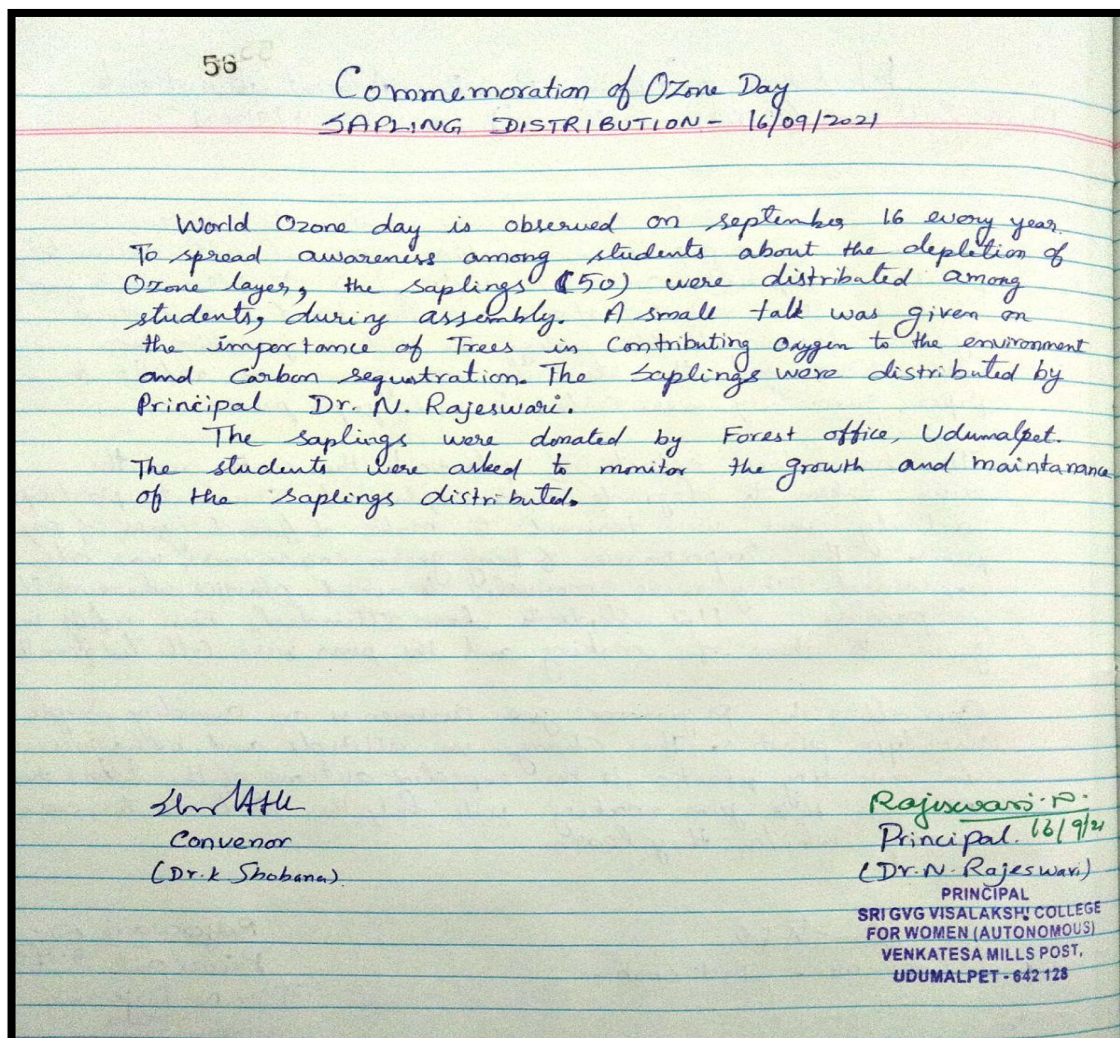 56
Commemoration of Ozone Day
SAPLING DISTRIBUTION - 16/09/2021
World Ozone day is observed on september 16 every year.
To spread awareness among students about the depletion of
Ozone layer, the saplings (50) were distributed among
students, during assembly. A small talk was given on
the importance of Trees in Contributing Oxygen to the environment
and Carbon sequstration. The Saplings were distributed by
Principal Dr. N. Rajeswari.
The saplings were donated by Forest office, Udumalpet.
The students were asked to monitor the growth and maintanance
of the saplings distributed.
Convenor
(Dr. K Shobana)
Rajeswari. N.
16/9/21
Principal.
(Dr. N. Rajeswari)
PRINCIPAL
SRI GVG VISALAKSHI COLLEGE
FOR WOMEN (AUTONOMOUS)
VENKATESA MILLS POST,
UDUMALPET - 642 128